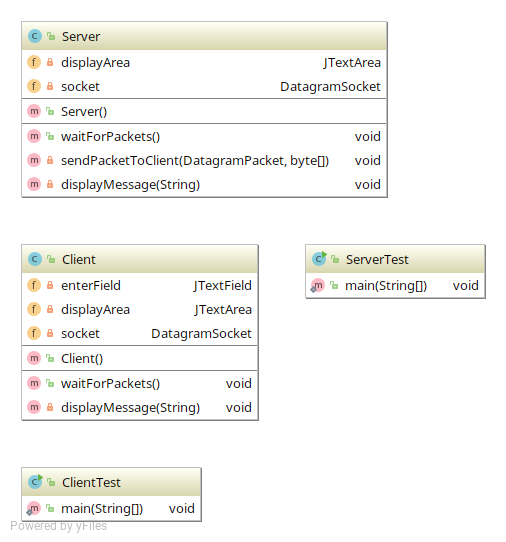 Server
displayArea JTextArea
socket DatagramSocket
Server()
waitForPackets() void
sendPacketToClient(DatagramPacket, byte[]) void
displayMessage(String) void
Client
enterField JTextField
displayArea JTextArea
socket DatagramSocket
Client()
waitForPackets() void
displayMessage(String) void
ServerTest
main(String[]) void
ClientTest
main(String[]) void
Powered by yFiles